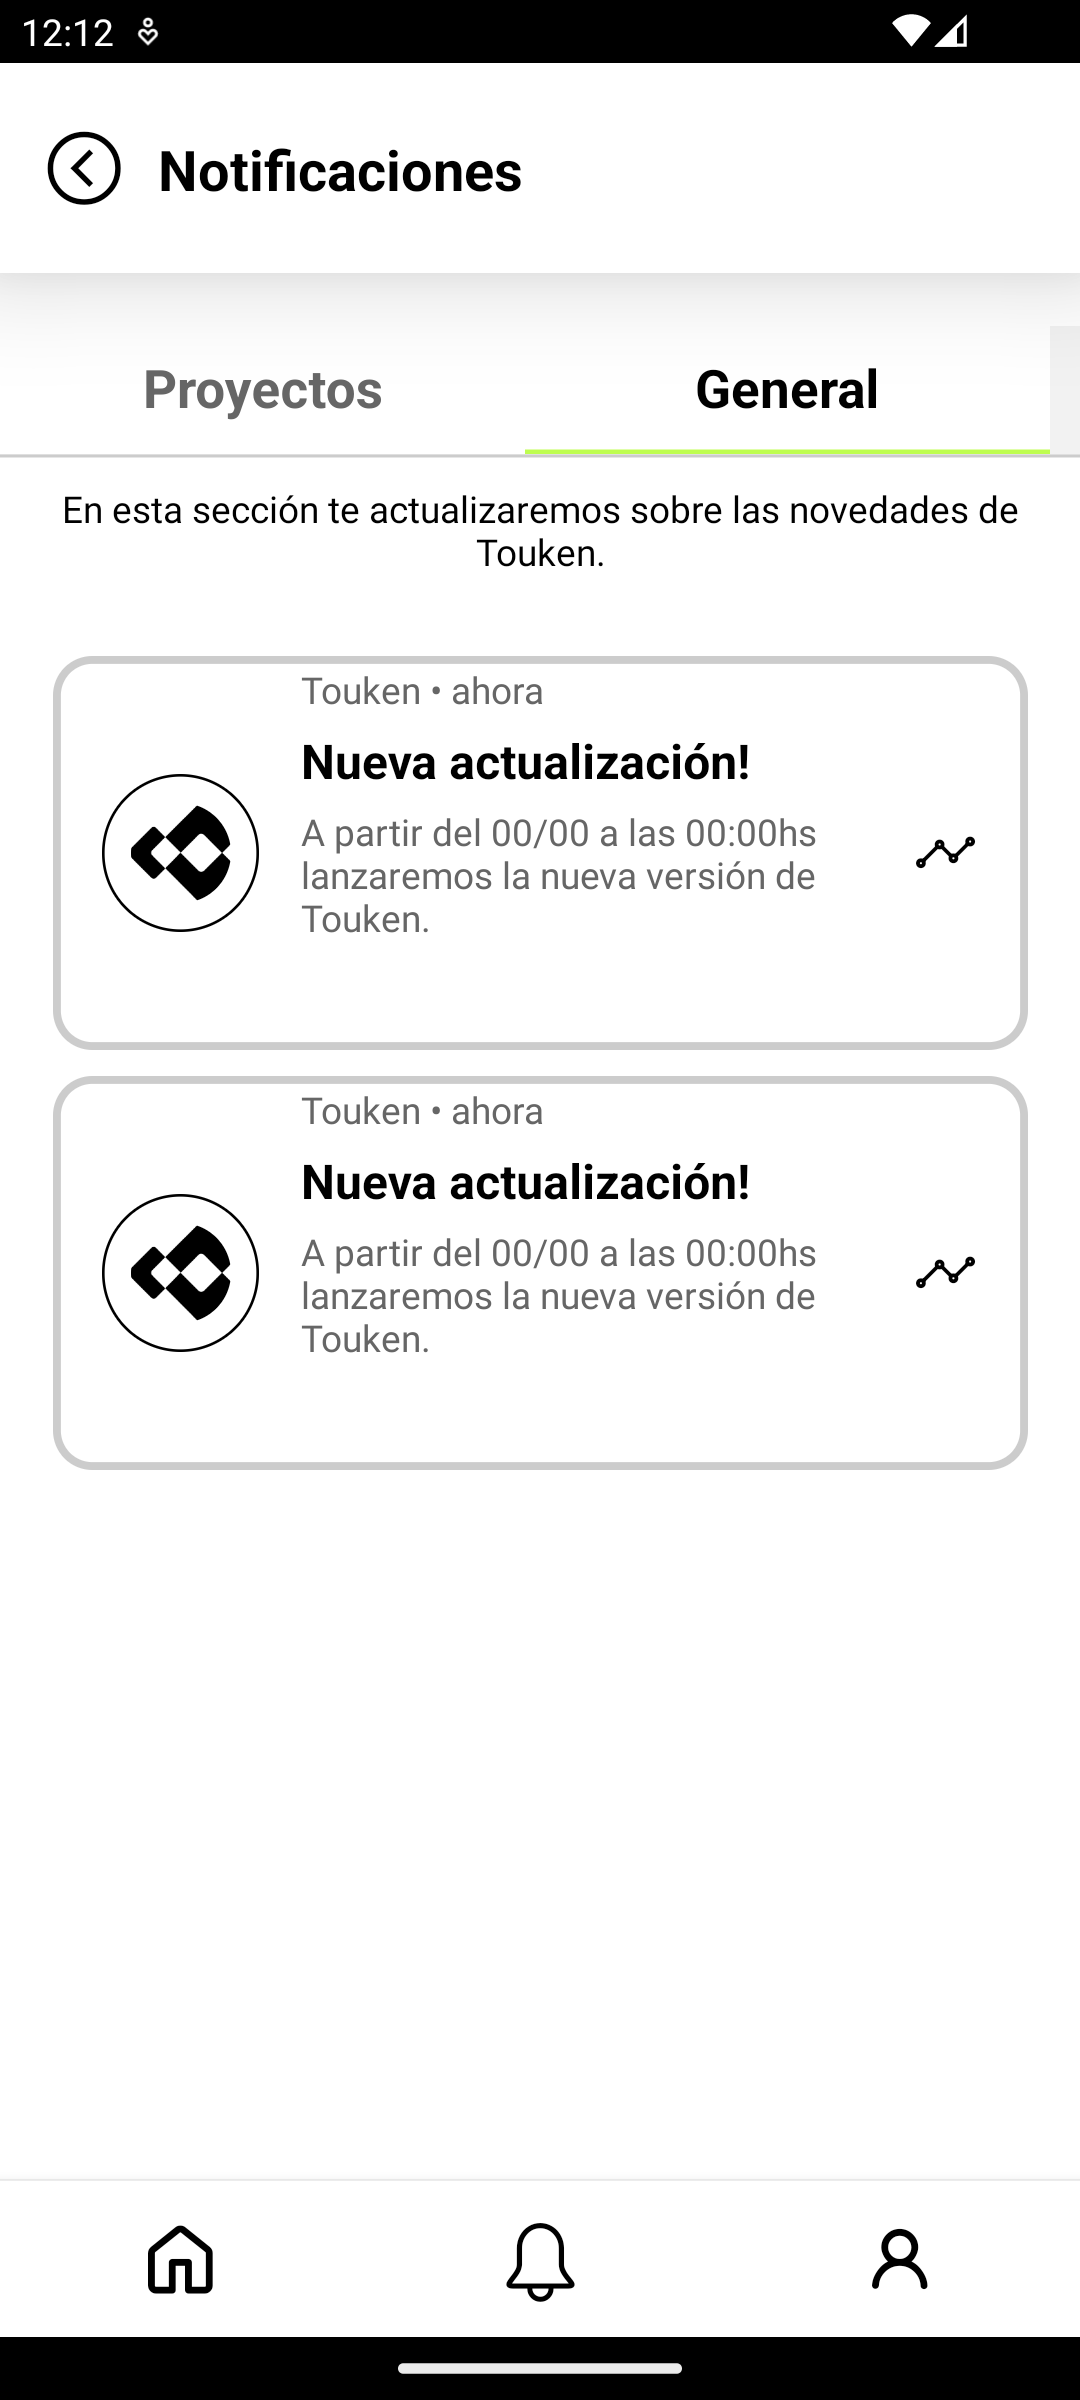 12:12
Notificaciones
Proyectos
General
En esta sección te actualizaremos sobre las novedades de
Touken.
Touken • ahora
Nueva actualización!
A partir del 00/00 a las 00:00hs
lanzaremos la nueva versión de
Touken.
Touken • ahora
Nueva actualización!
A partir del 00/00 a las 00:00hs
lanzaremos la nueva versión de
Touken.